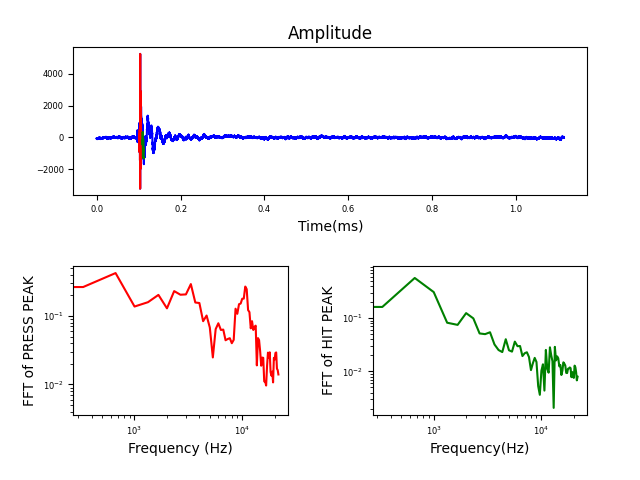 Amplitude
4000
2000
0
−2000
0.0 0.2 0.4 0.6 0.8 1.0
Time(ms)
FFT of PRESS PEAK
10⁻¹
10⁻²
10³ 10⁴
Frequency (Hz)
FFT of HIT PEAK
10⁻¹
10⁻²
10³ 10⁴
Frequency(Hz)